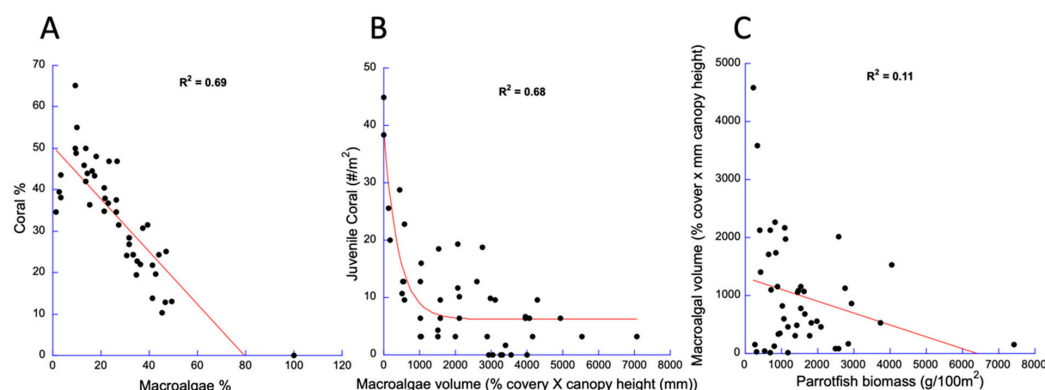 A
R² = 0.69
70
60
50
40
30
20
10
0
0 20 40 60 80 100 120
Coral %
Macroalgae %
B
R² = 0.68
50
40
30
20
10
0
0 1000 2000 3000 4000 5000 6000 7000 8000
Juvenile Coral (#/m²)
Macroalgae volume (% covery X canopy height (mm))
C
R² = 0.11
5000
4000
3000
2000
1000
0
0 1000 2000 3000 4000 5000 6000 7000 8000
Macroalgal volume (% cover x mm canopy height)
Parrotfish biomass (g/100m²)